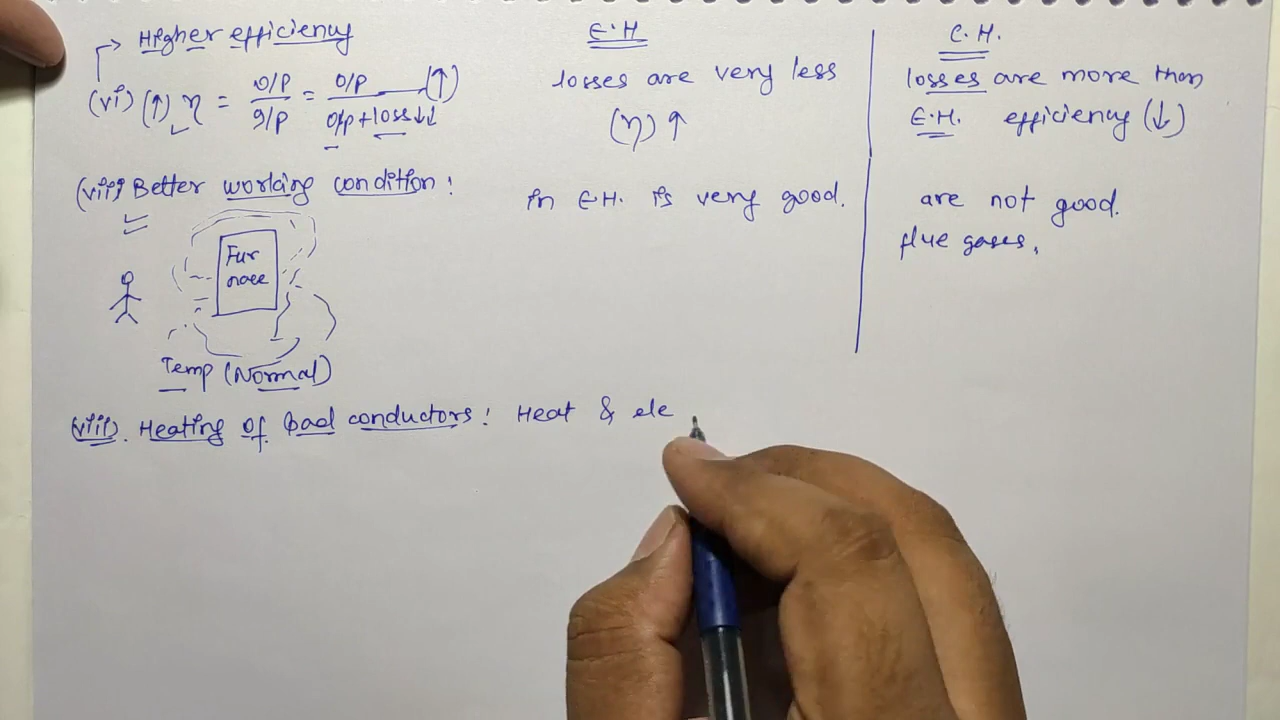 Higher efficiency
E.H
C.H.
(vi) (↑) η = O/P / I/P = O/P / O/P + loss ↓↓ (↑)
losses are very less
(η) ↑
losses are more than
E.H. efficiency (↓)
(vii) Better working condition:
in E.H. is very good.
are not good.
flue gases,
Fur
nace
Temp (Normal)
(viii). Heating of bad conductors: Heat & ele